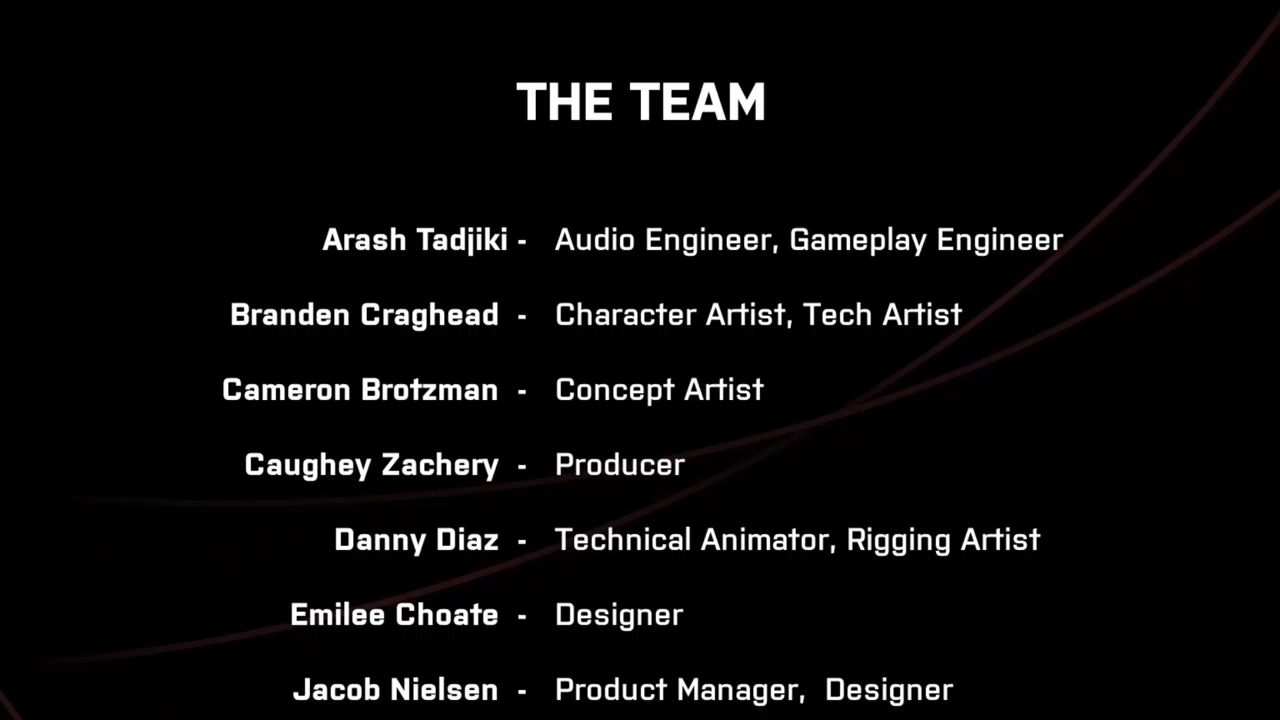 THE TEAM
Arash Tadjiki - Audio Engineer, Gameplay Engineer
Branden Craghead - Character Artist, Tech Artist
Cameron Brotzman - Concept Artist
Caughey Zachery - Producer
Danny Diaz - Technical Animator, Rigging Artist
Emilee Choate - Designer
Jacob Nielsen - Product Manager, Designer